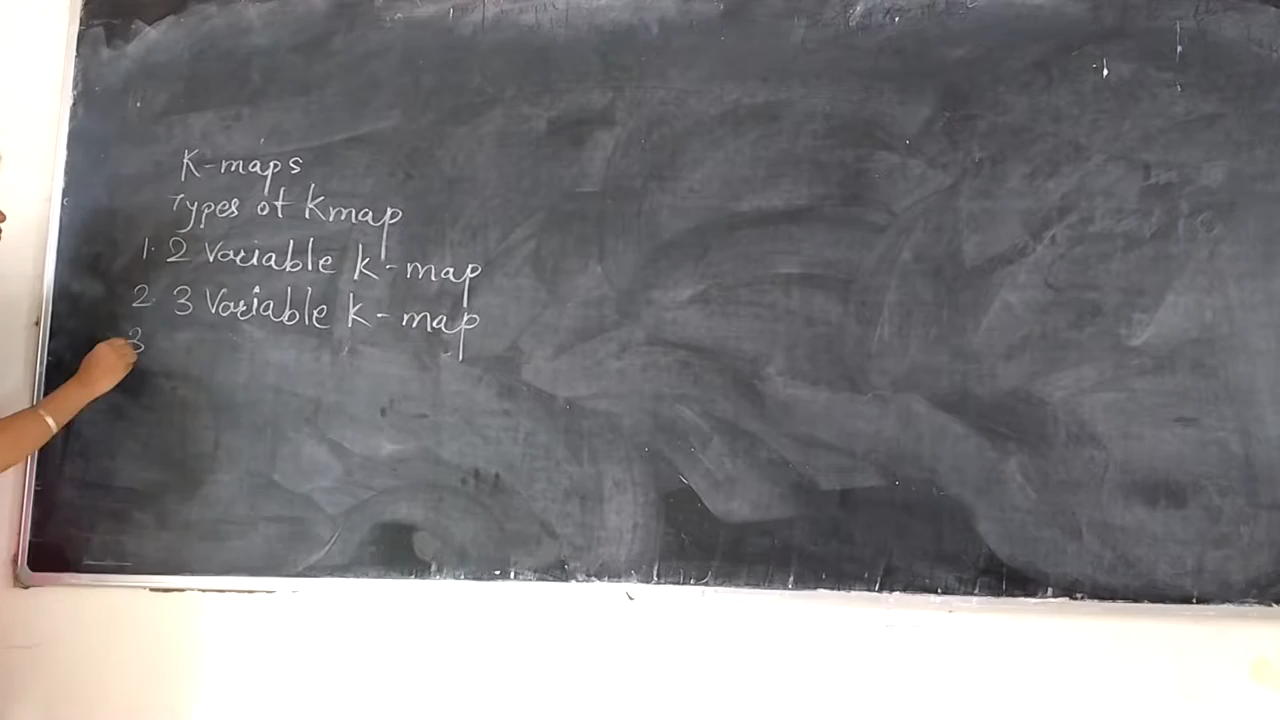 K-maps
Types of Kmap
1. 2 Variable K-map
2. 3 Variable K-map
3